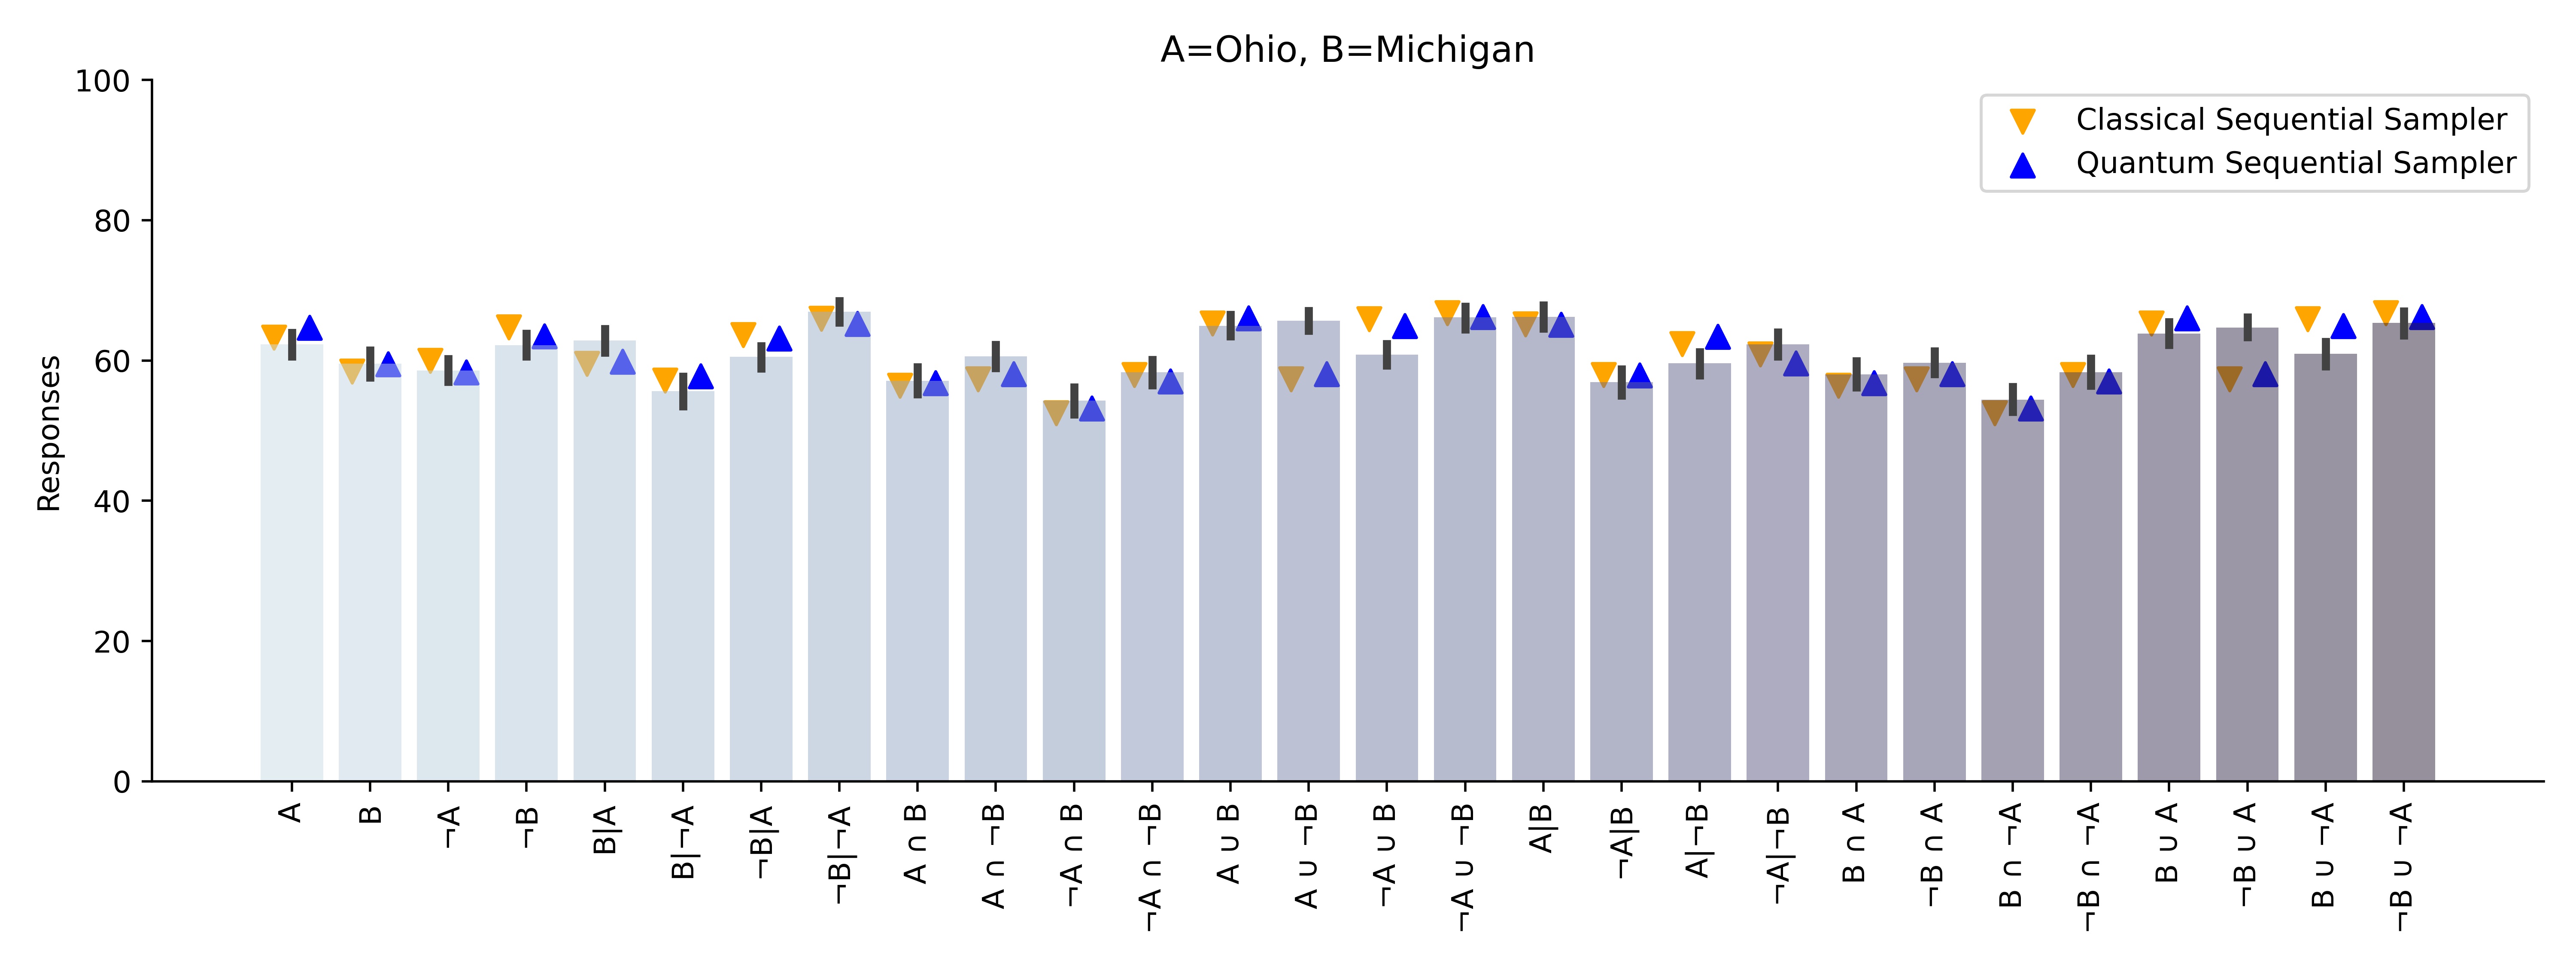 A=Ohio, B=Michigan
100
80
60
40
20
0
Responses
Classical Sequential Sampler
Quantum Sequential Sampler
A
B
¬A
¬B
B|A
B|¬A
¬B|A
¬B|¬A
A ∩ B
A ∩ ¬B
¬A ∩ B
¬A ∩ ¬B
A ∪ B
A ∪ ¬B
¬A ∪ B
¬A ∪ ¬B
A|B
¬A|B
A|¬B
¬A|¬B
B ∩ A
¬B ∩ A
B ∩ ¬A
¬B ∩ ¬A
B ∪ A
¬B ∪ A
B ∪ ¬A
¬B ∪ ¬A